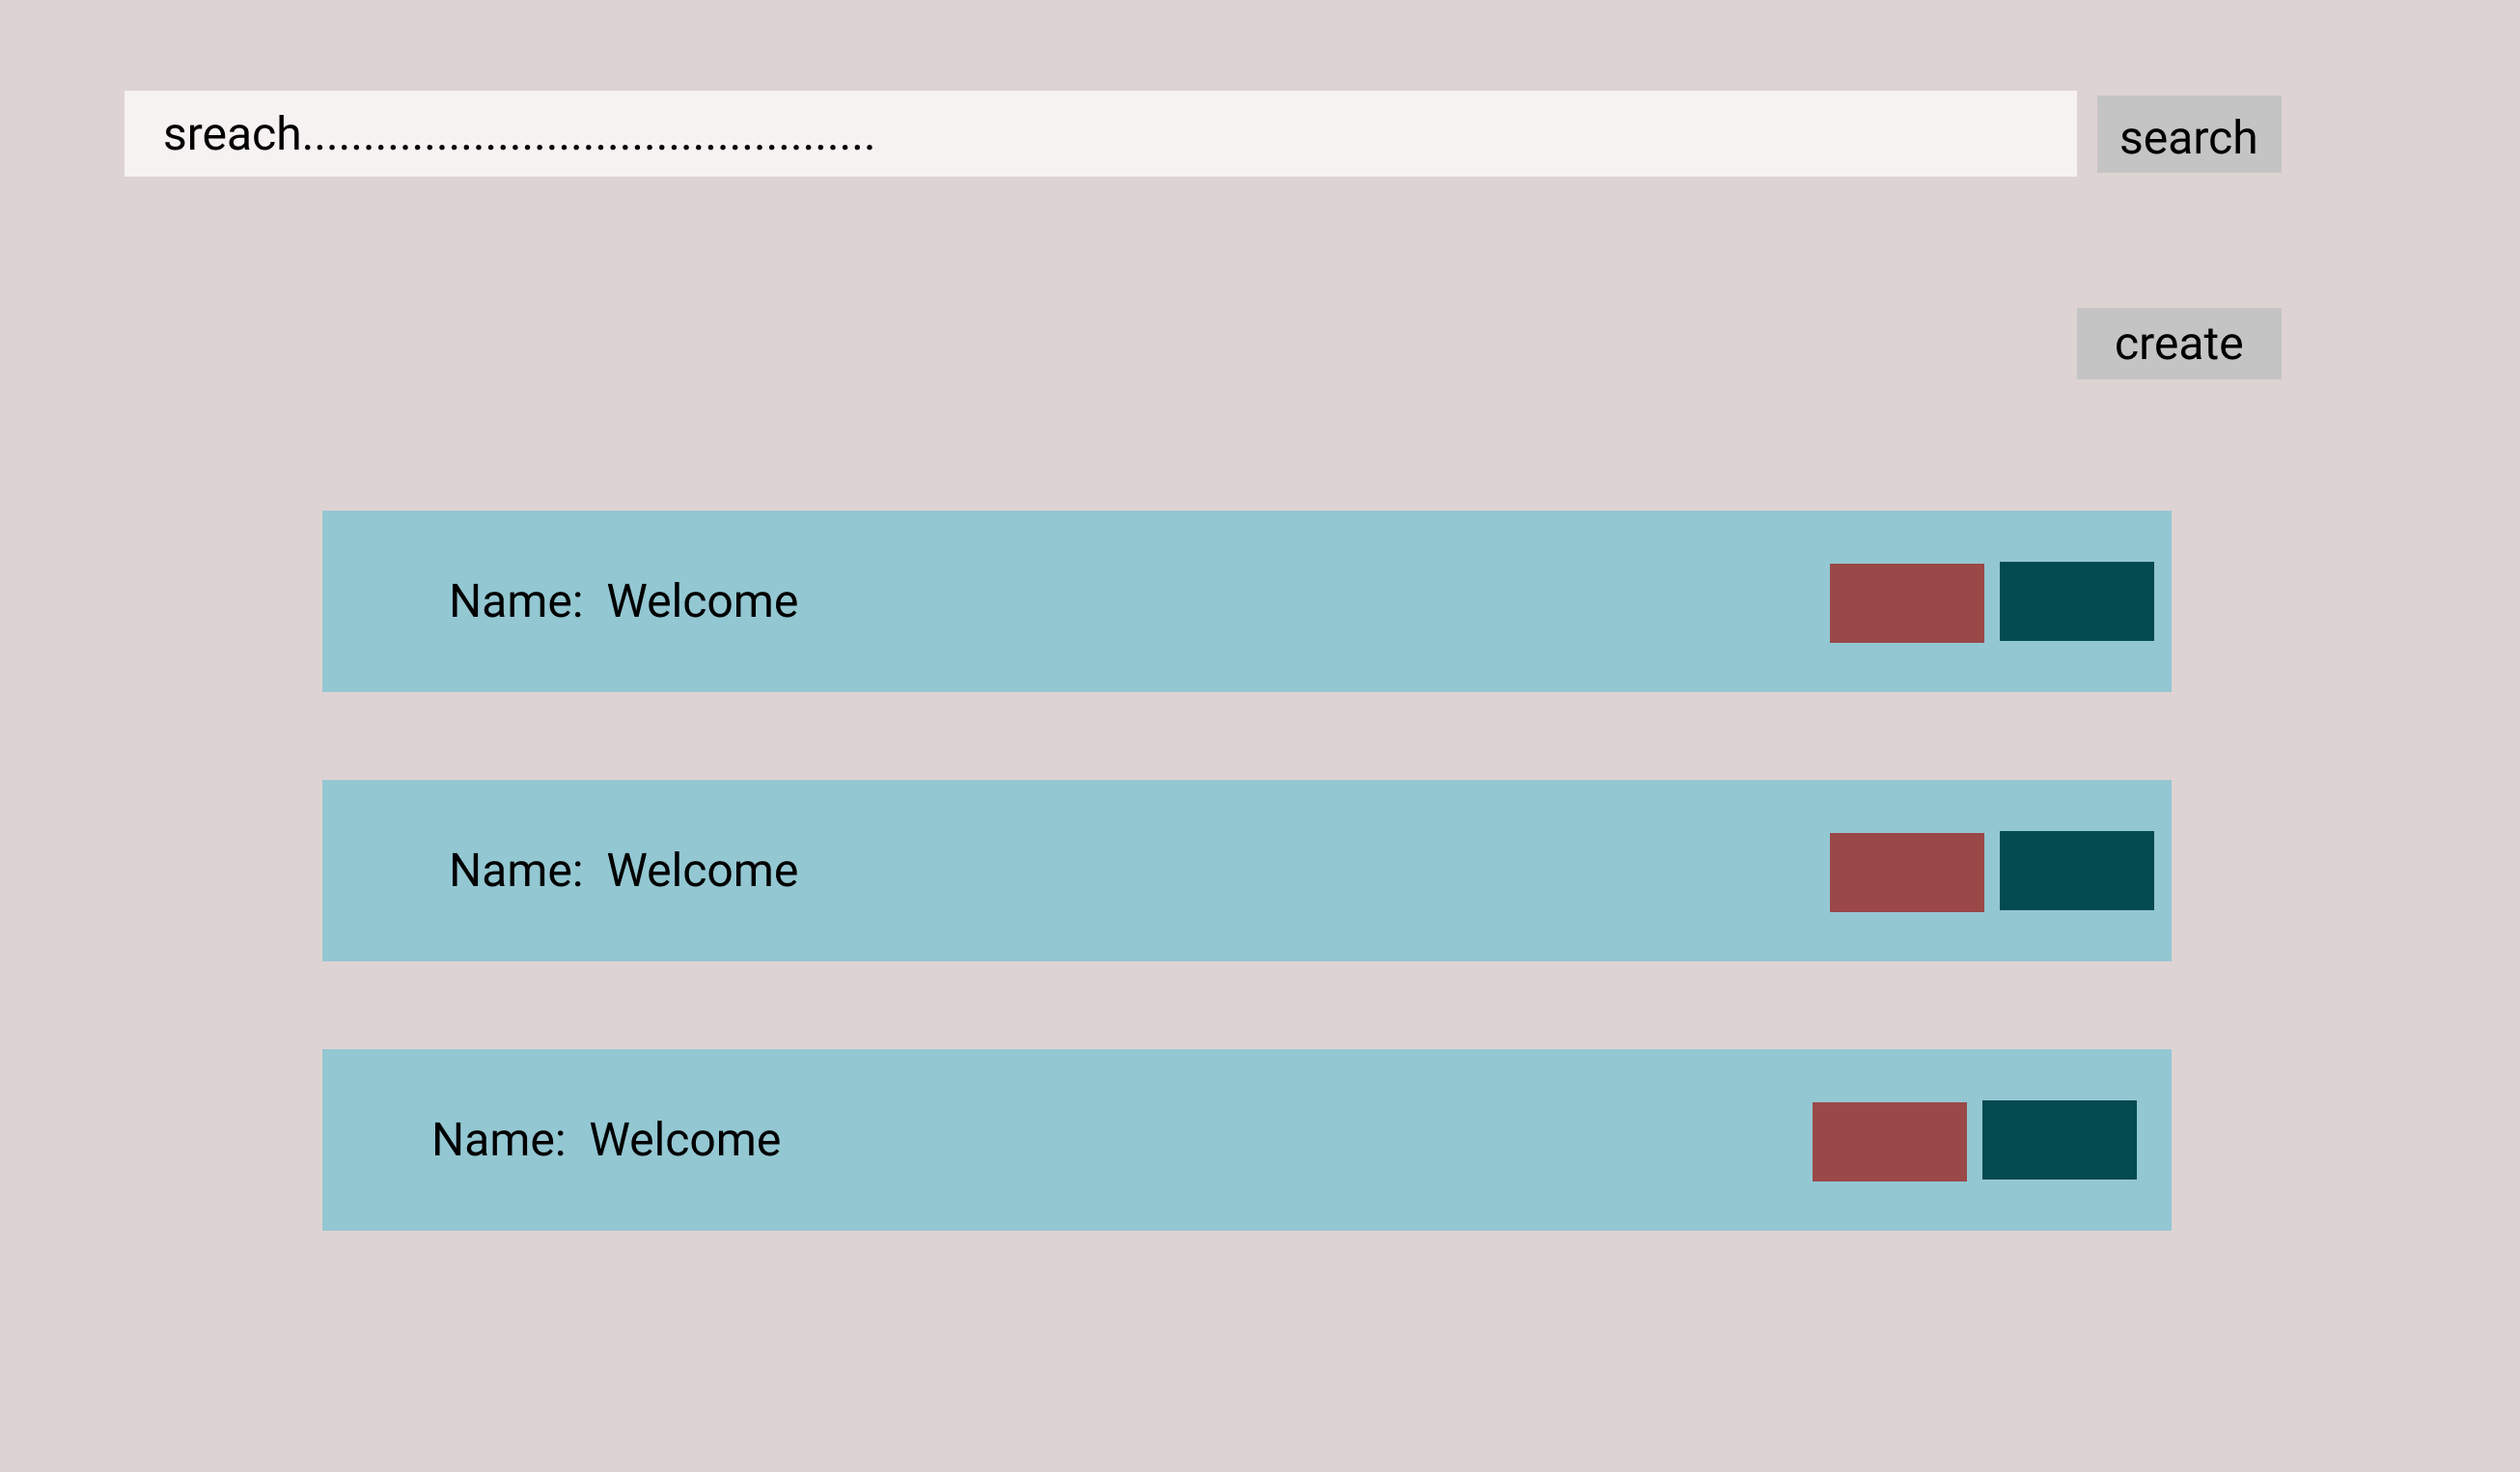 sreach...............................................
search
create
Name: Welcome
Name: Welcome
Name: Welcome